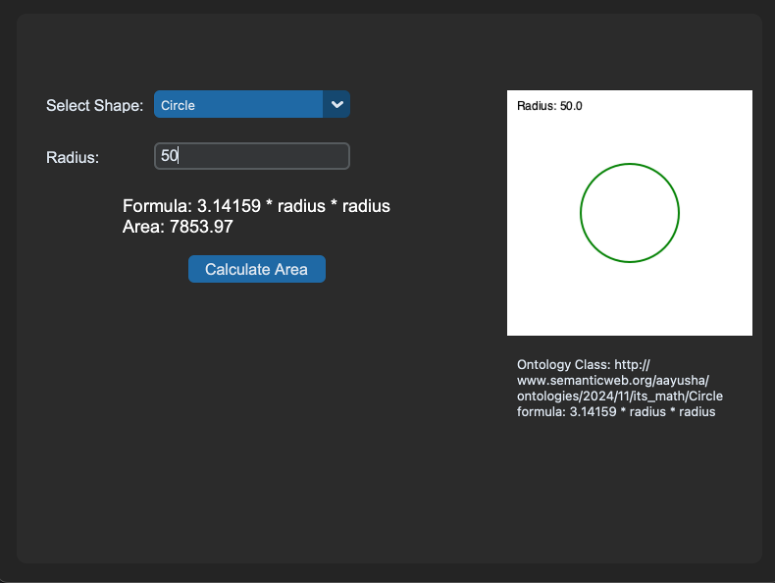 Select Shape: Circle
Radius: 50
Formula: 3.14159 * radius * radius
Area: 7853.97
Calculate Area
Radius: 50.0
Ontology Class: http://
www.semanticweb.org/aayusha/
ontologies/2024/11/its_math/Circle
formula: 3.14159 * radius * radius